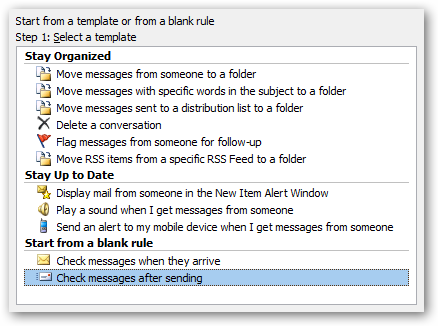 Start from a template or from a blank rule
Step 1: Select a template
Stay Organized
Move messages from someone to a folder
Move messages with specific words in the subject to a folder
Move messages sent to a distribution list to a folder
Delete a conversation
Flag messages from someone for follow-up
Move RSS items from a specific RSS Feed to a folder
Stay Up to Date
Display mail from someone in the New Item Alert Window
Play a sound when I get messages from someone
Send an alert to my mobile device when I get messages from someone
Start from a blank rule
Check messages when they arrive
Check messages after sending